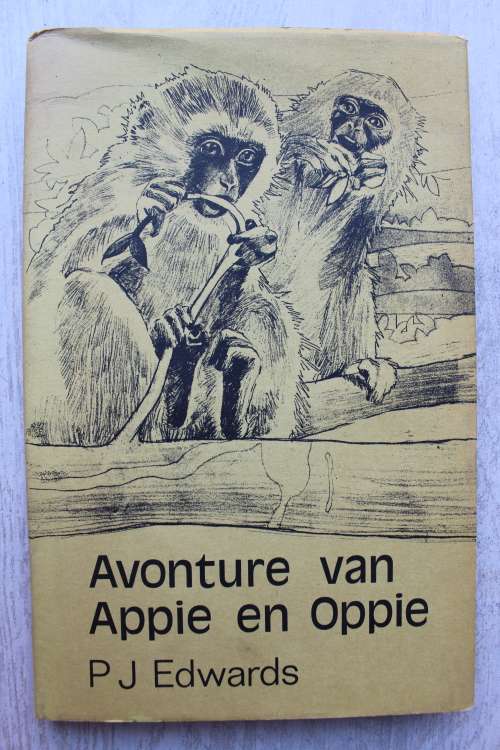 Avonture van
Appie en Oppie
P J Edwards